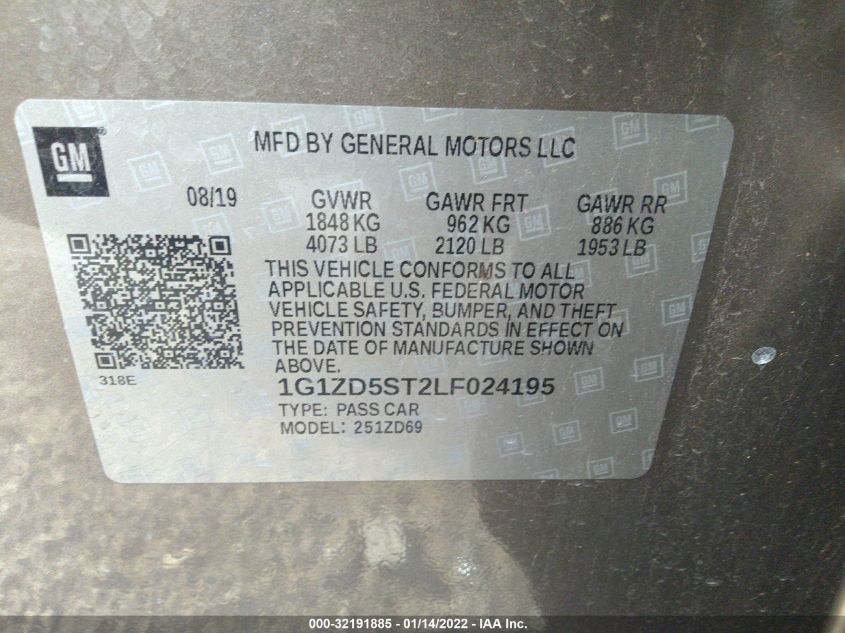 GM
MFD BY GENERAL MOTORS LLC
08/19 GVWR GAWR FRT GAWR RR
1848 KG 962 KG 886 KG
4073 LB 2120 LB 1953 LB
THIS VEHICLE CONFORMS TO ALL
APPLICABLE U.S. FEDERAL MOTOR
VEHICLE SAFETY, BUMPER, AND THEFT
PREVENTION STANDARDS IN EFFECT ON
THE DATE OF MANUFACTURE SHOWN
ABOVE.
318E
1G1ZD5ST2LF024195
TYPE: PASS CAR
MODEL: 251ZD69
000-32191885 - 01/14/2022 - IAA Inc.